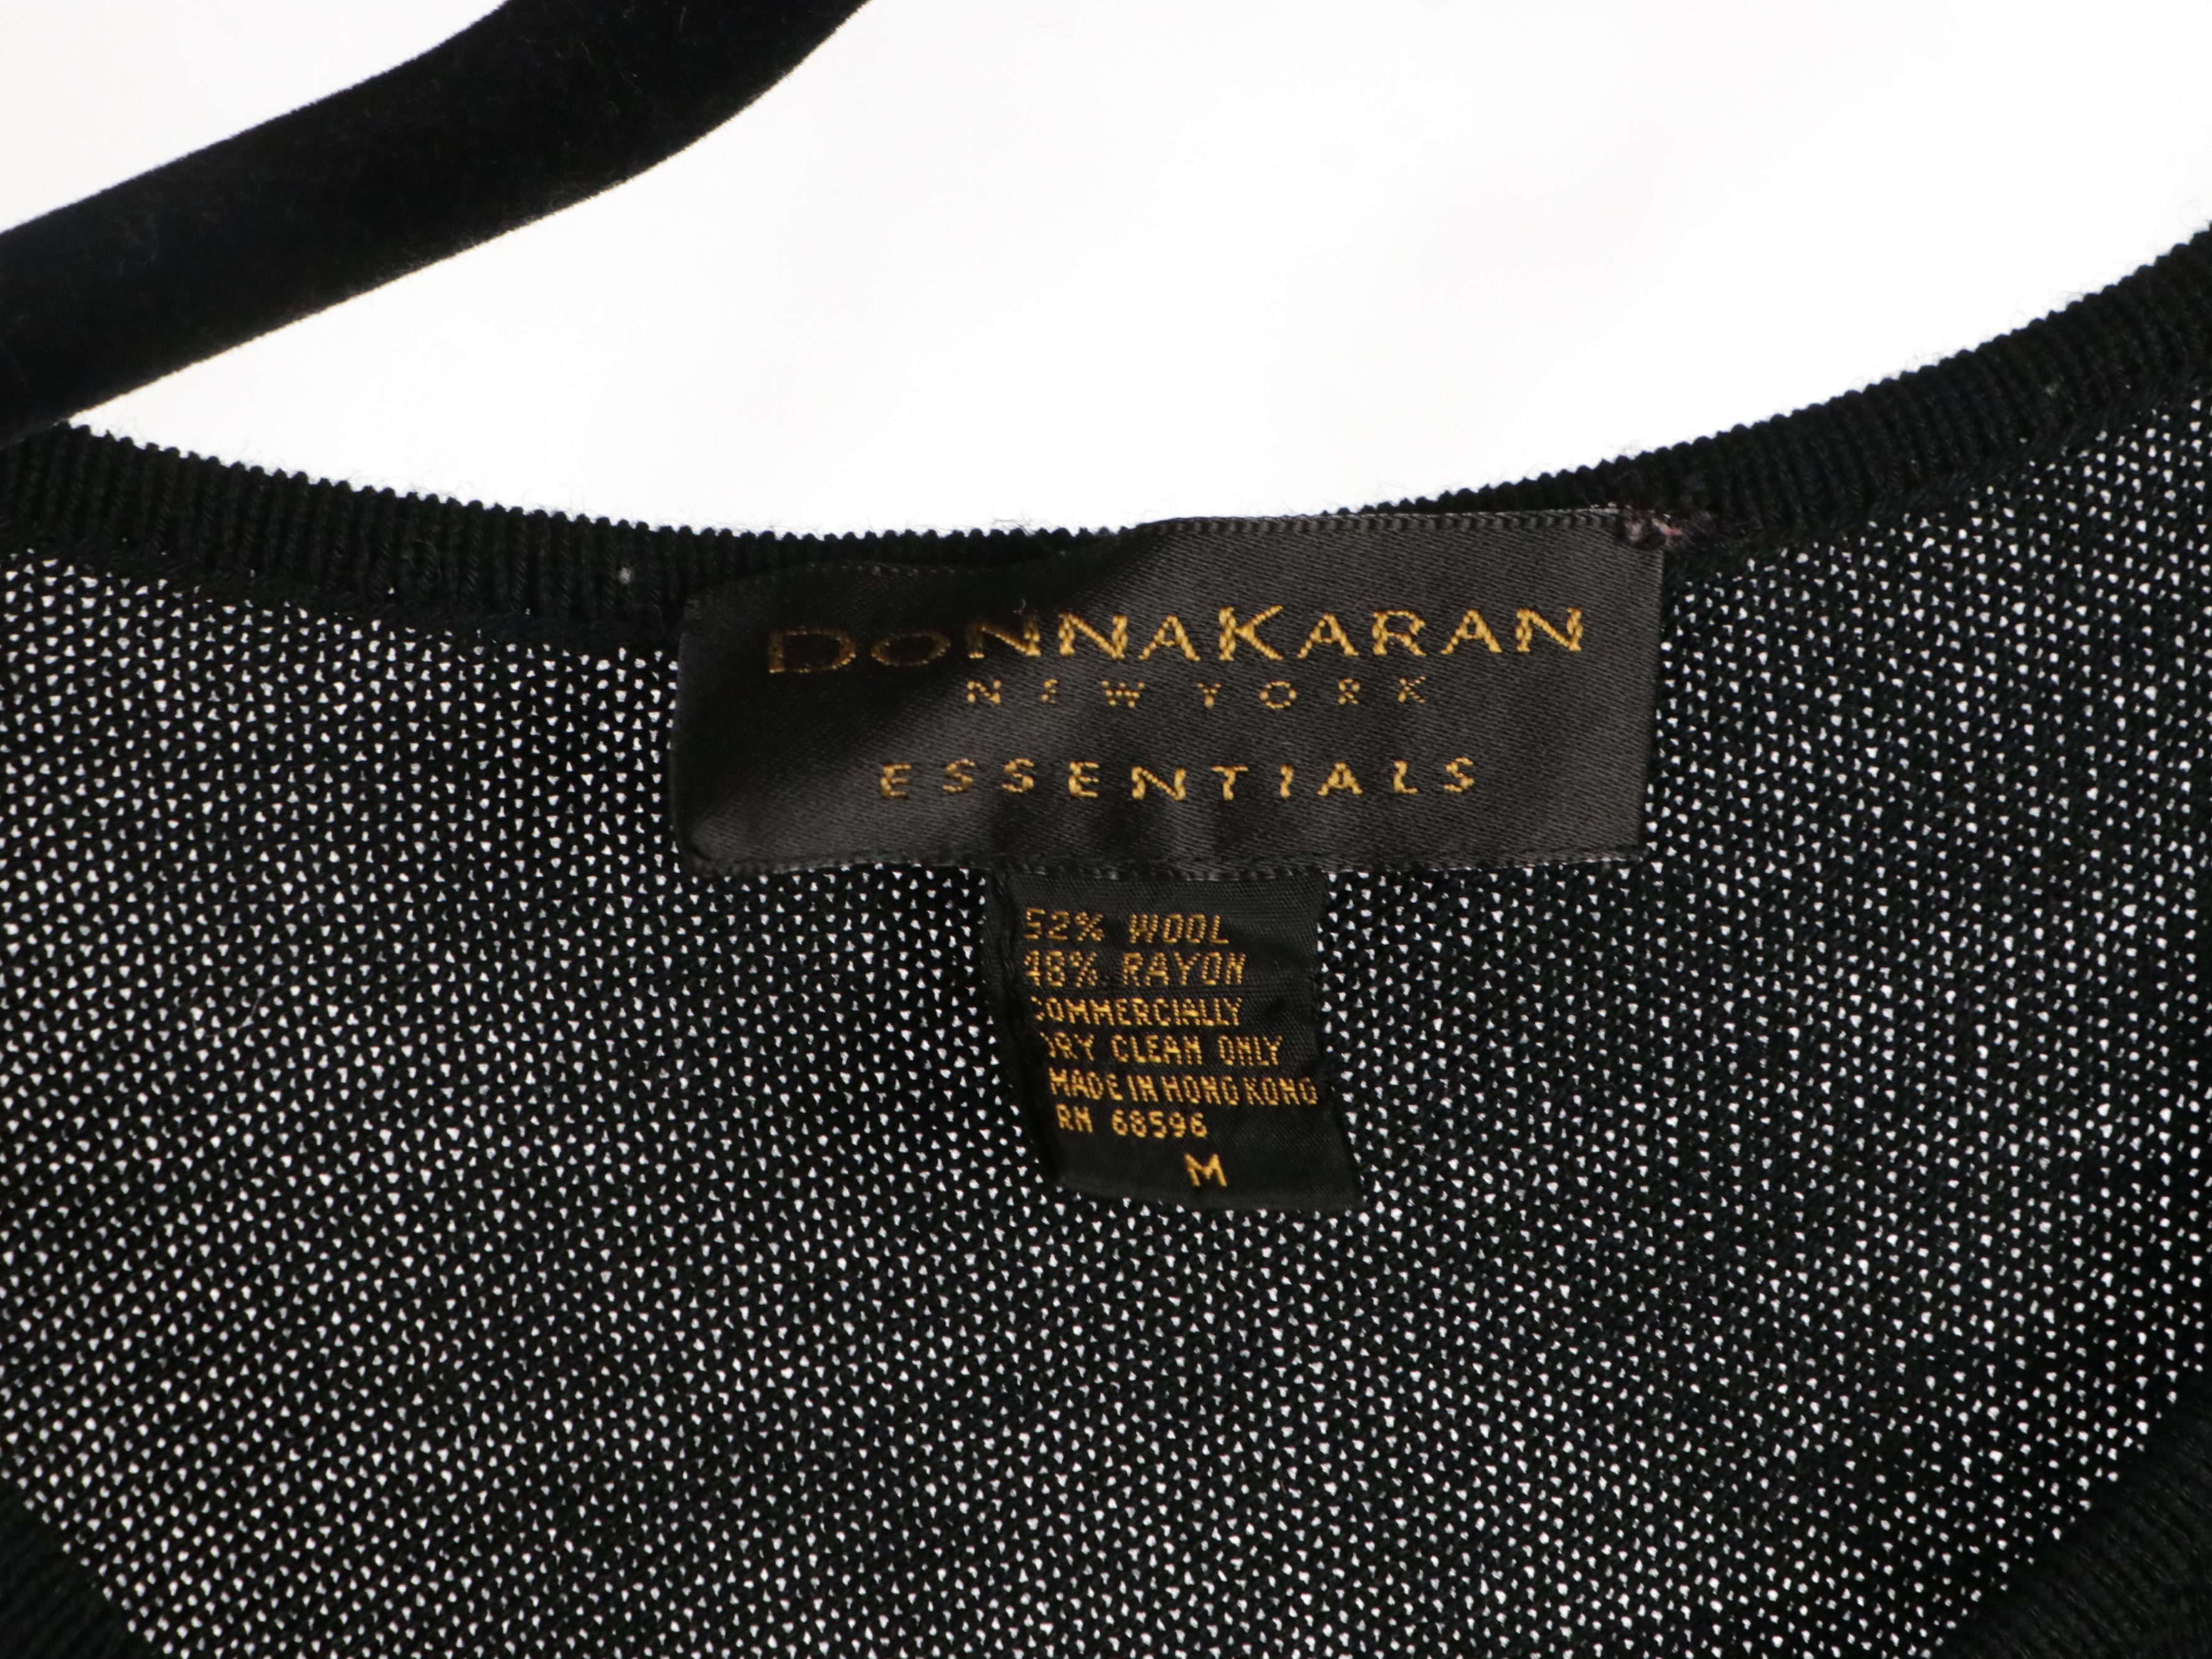 DONNAKARAN
NEW YORK
ESSENTIALS
52% WOOL
48% RAYON
COMMERCIALLY
DRY CLEAN ONLY
MADE IN HONG KONG
RN 68596
M